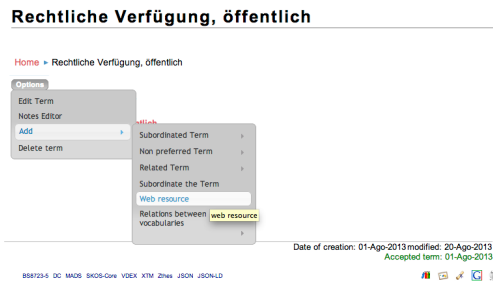 Rechtliche Verfügung, öffentlich
Home ▸ Rechtliche Verfügung, öffentlich
Options
Edit Term
Notes Editor
Add
Delete term
Subordinated Term
Non preferred Term
Related Term
Subordinate the Term
Web resource
Relations between
vocabularies
web resource
Date of creation: 01-Ago-2013 modified: 20-Ago-2013
Accepted term: 01-Ago-2013
BS8723-5 DC MADS SKOS-Core VDEX XTM Zthes JSON JSON-LD